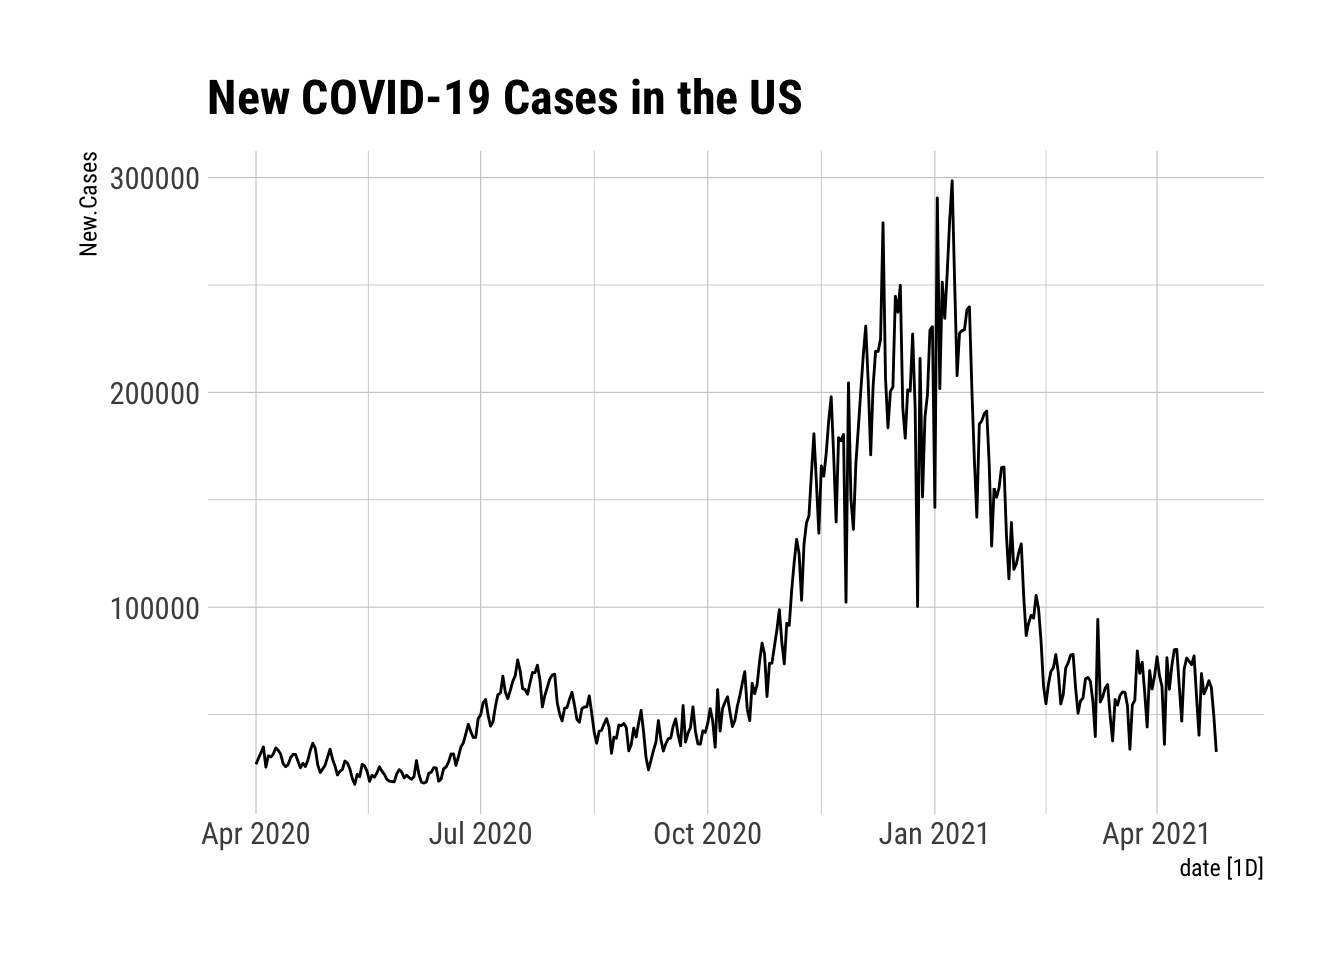 New COVID-19 Cases in the US
New.Cases
300000
200000
100000
Apr 2020
Jul 2020
Oct 2020
Jan 2021
Apr 2021
date [1D]